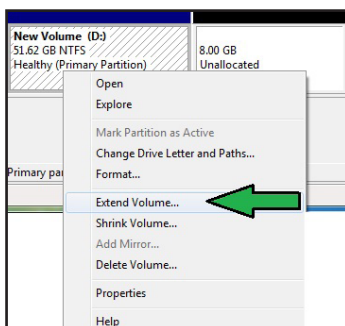 New Volume (D:)
51.62 GB NTFS
Healthy (Primary Partition)
8.00 GB
Unallocated
Open
Explore
Mark Partition as Active
Change Drive Letter and Paths...
Format...
Primary par
Extend Volume...
Shrink Volume...
Add Mirror...
Delete Volume...
Properties
Help